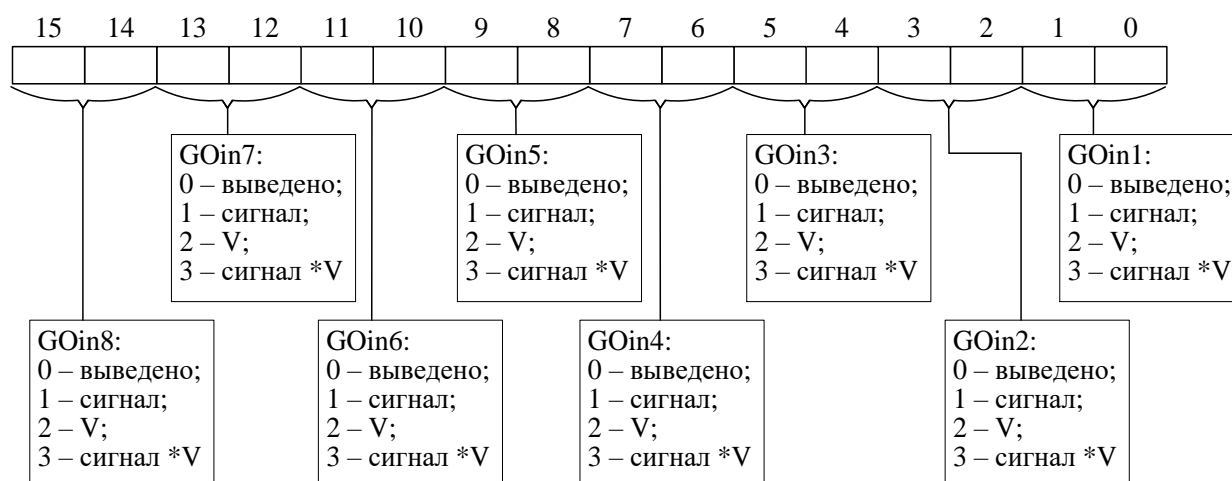 15 14 13 12 11 10 9 8 7 6 5 4 3 2 1 0
GOin7:
0 – выведено;
1 – сигнал;
2 – V;
3 – сигнал *V
GOin5:
0 – выведено;
1 – сигнал;
2 – V;
3 – сигнал *V
GOin3:
0 – выведено;
1 – сигнал;
2 – V;
3 – сигнал *V
GOin1:
0 – выведено;
1 – сигнал;
2 – V;
3 – сигнал *V
GOin8:
0 – выведено;
1 – сигнал;
2 – V;
3 – сигнал *V
GOin6:
0 – выведено;
1 – сигнал;
2 – V;
3 – сигнал *V
GOin4:
0 – выведено;
1 – сигнал;
2 – V;
3 – сигнал *V
GOin2:
0 – выведено;
1 – сигнал;
2 – V;
3 – сигнал *V